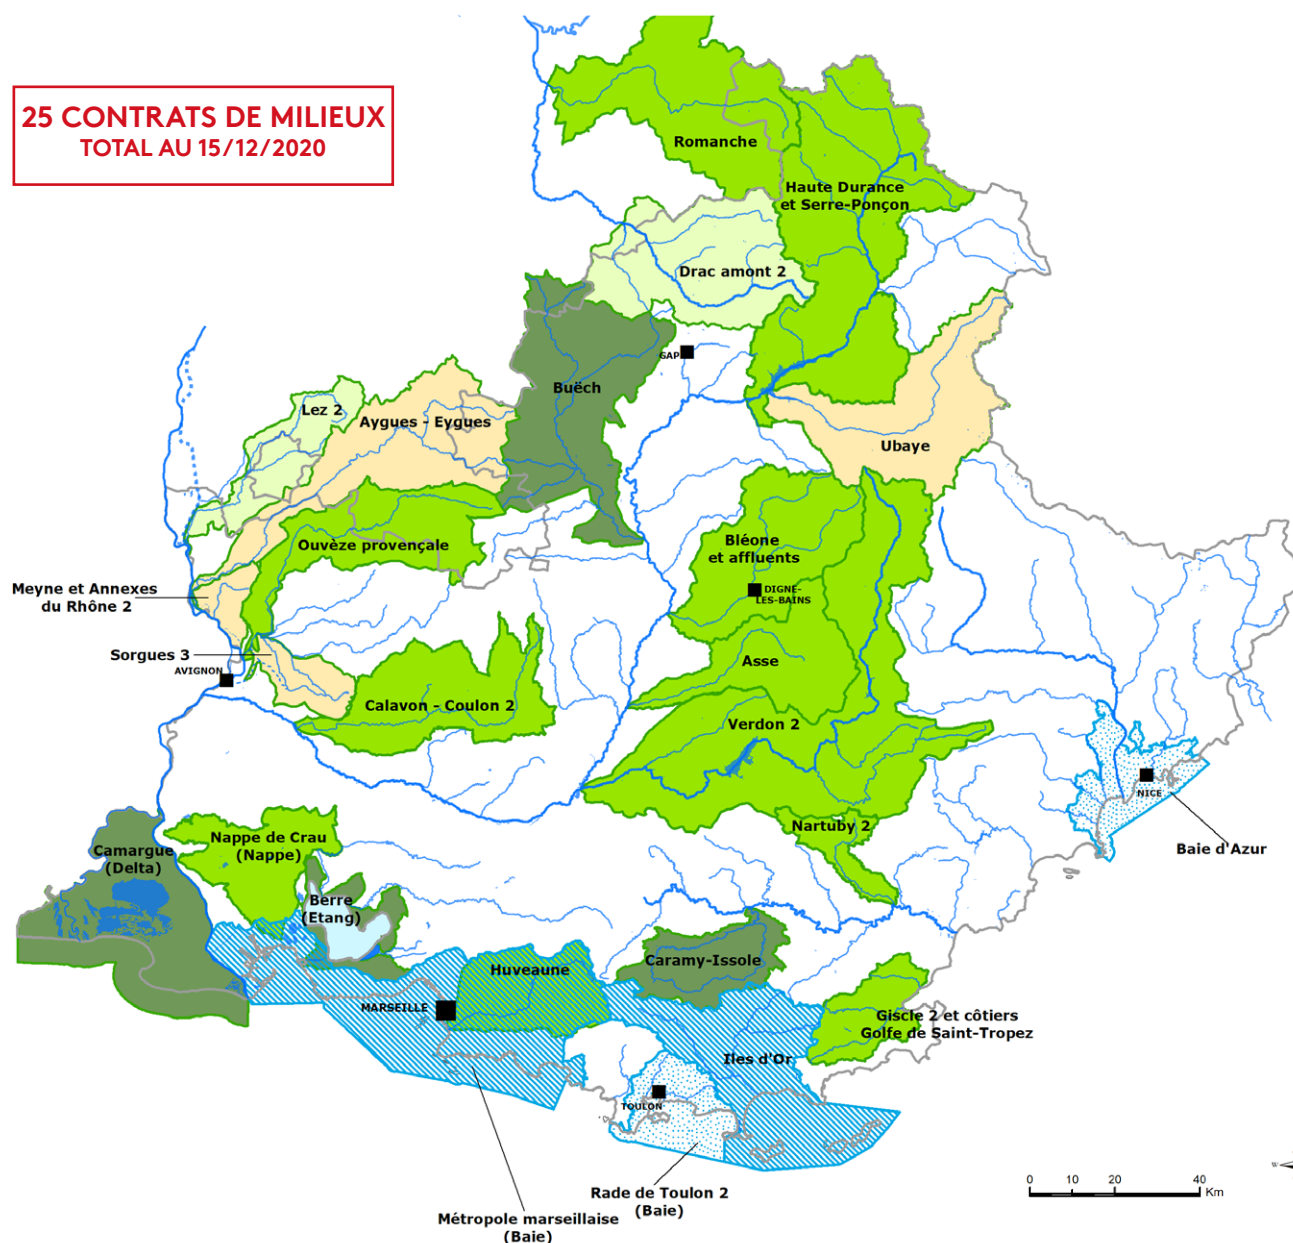 25 CONTRATS DE MILIEUX
TOTAL AU 15/12/2020
Romanche
Haute Durance
et Serre-Ponçon
Drac amont 2
GAP
Buëch
Lez 2
Aygues - Eygues
Ubaye
Ouvèze provençale
Bléone
et affluents
DIGNE-
LES-BAINS
Meyne et Annexes
du Rhône 2
Sorgues 3
AVIGNON
Asse
Calavon - Coulon 2
Verdon 2
NICE
Nartuby 2
Baie d'Azur
Nappe de Crau
(Nappe)
Camargue
(Delta)
Berre
(Etang)
Huveaune
Caramy-Issole
MARSEILLE
Giscle 2 et côtiers
Golfe de Saint-Tropez
Iles d'Or
TOULON
Rade de Toulon 2
(Baie)
Métropole marseillaise
(Baie)
W
0 10 20 40
Km